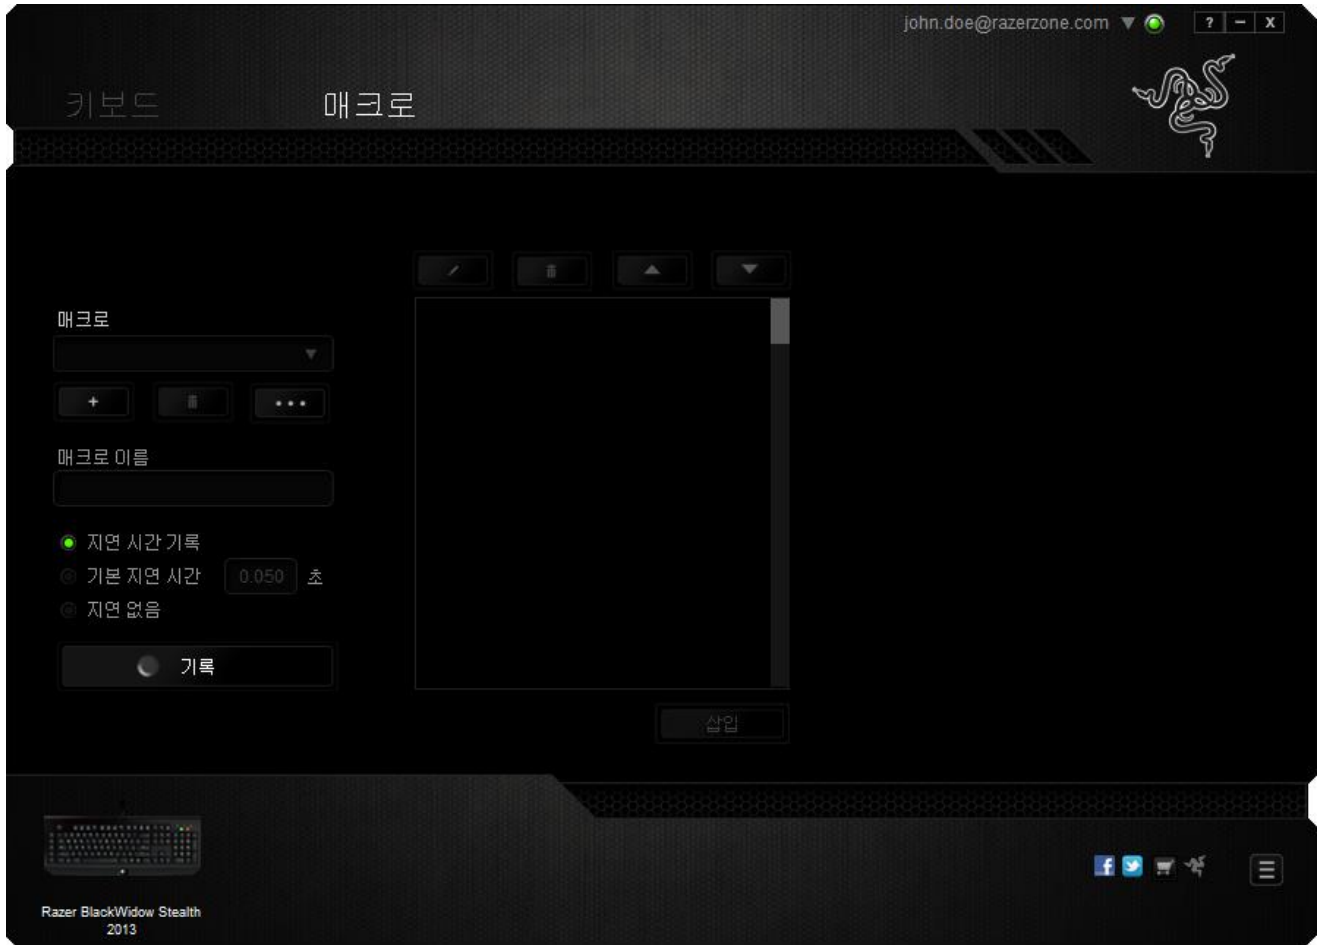 john.doe@razerzone.com
? – X
키보드 매크로
매크로
+
매크로 이름
지연 시간 기록
기본 지연 시간 0.050 초
지연 없음
기록
삽입
Razer BlackWidow Stealth
2013